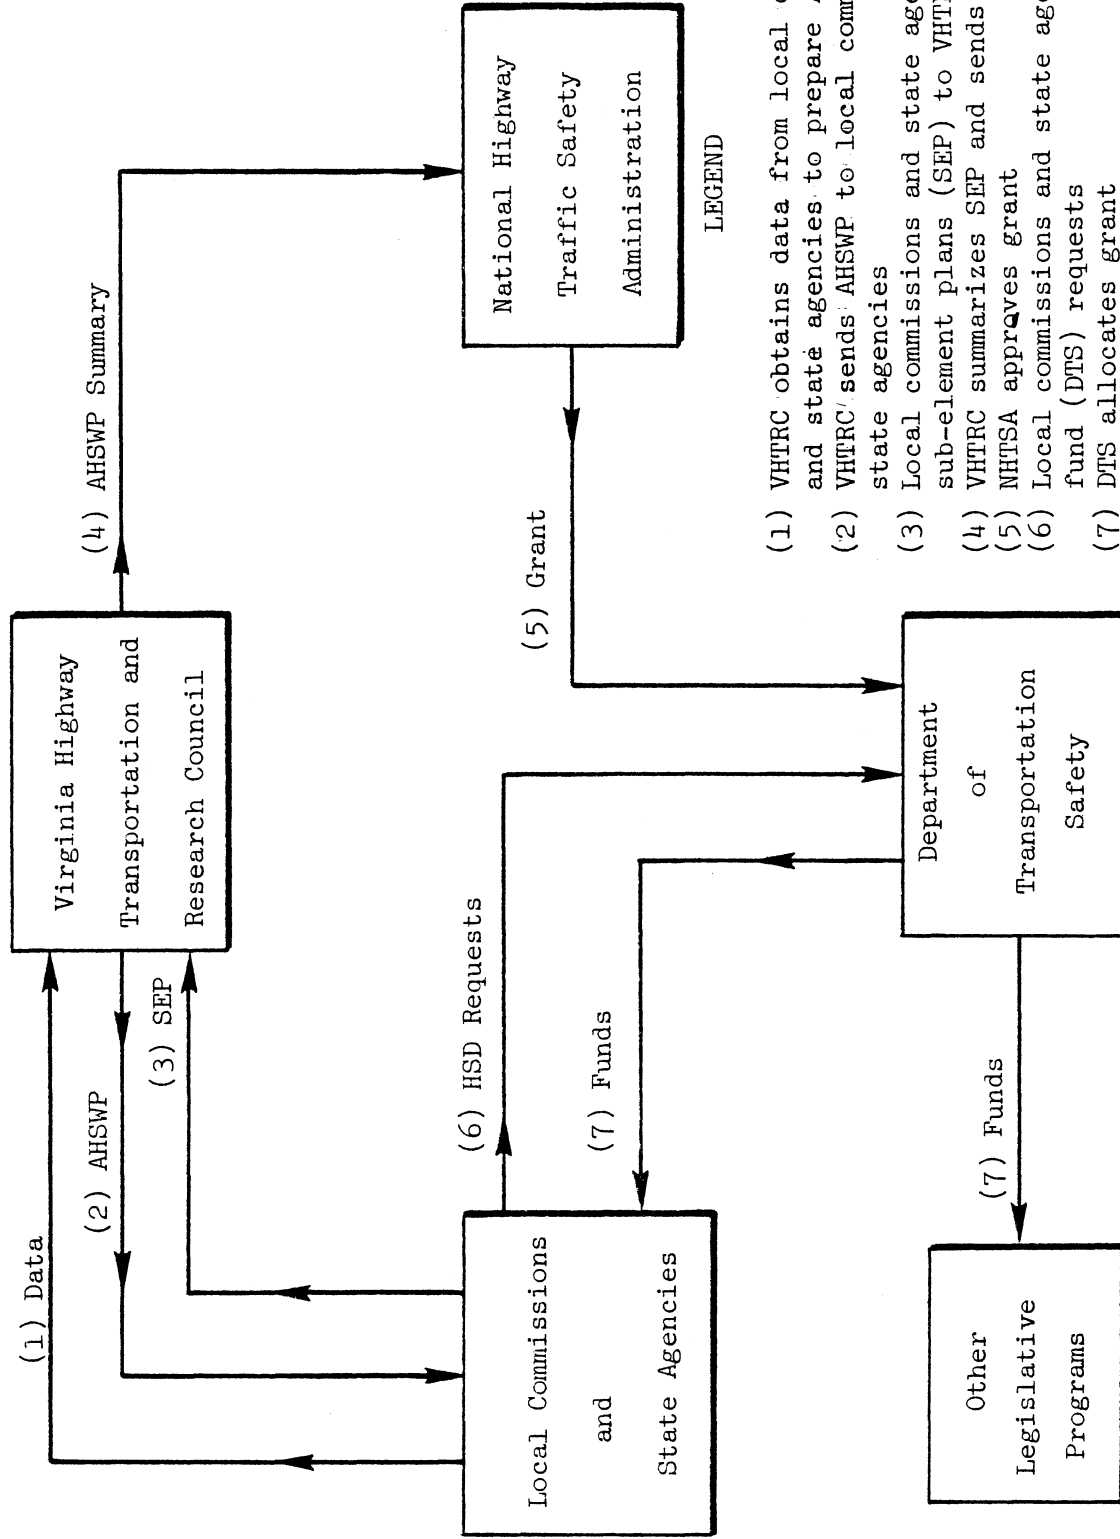 (1) Data
(2) AHSWP
(3) SEP
Virginia Highway
Transportation and
Research Council
(4) AHSWP Summary
Local Commissions
and
State Agencies
(6) HSD Requests
(7) Funds
(5) Grant
National Highway
Traffic Safety
Administration
Other
Legislative
Programs
(7) Funds
Department
of
Transportation
Safety
LEGEND
(1) VHTRC obtains data from local
and state agencies to prepare
(2) VHTRC sends AHSWP to local
state agencies
(3) Local commissions and state
sub-element plans (SEP) to
(4) VHTRC summarizes SEP and sends
(5) NHTSA approves grant
(6) Local commissions and state
fund (DTS) requests
(7) DTS allocates grant